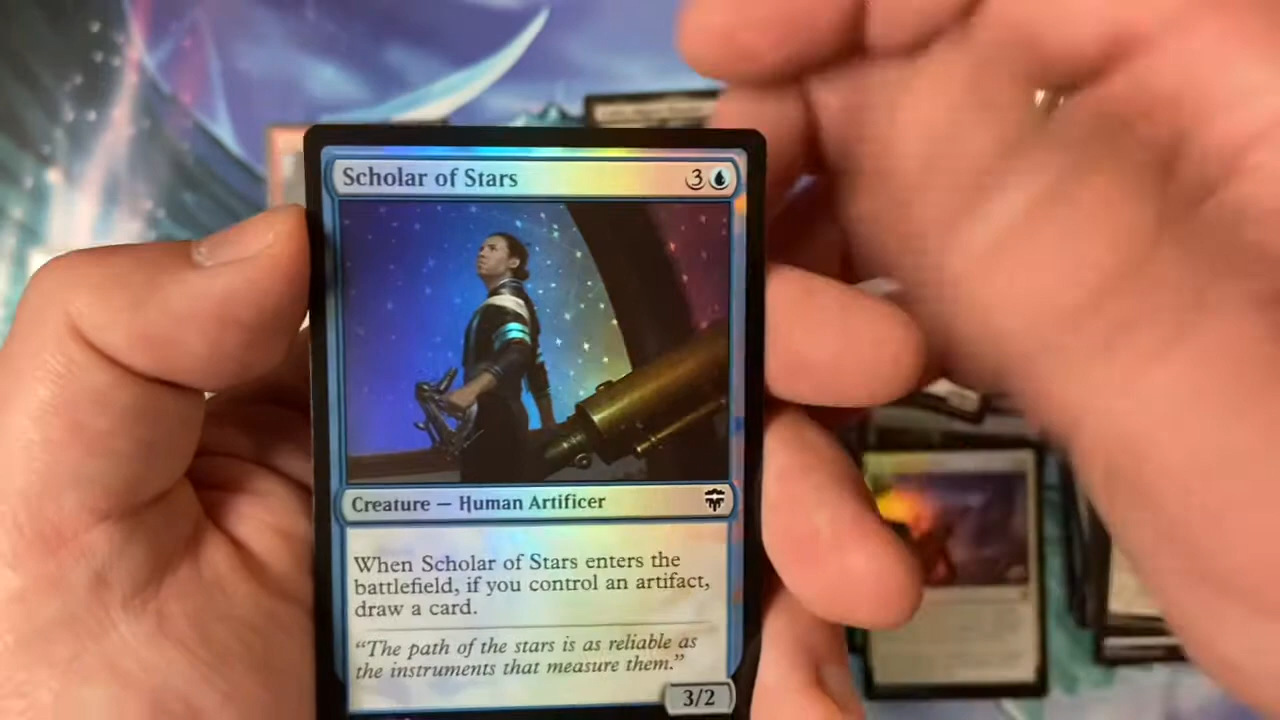 Scholar of Stars 3
Creature — Human Artificer
When Scholar of Stars enters the
battlefield, if you control an artifact,
draw a card.
“The path of the stars is as reliable as
the instruments that measure them.”
3/2